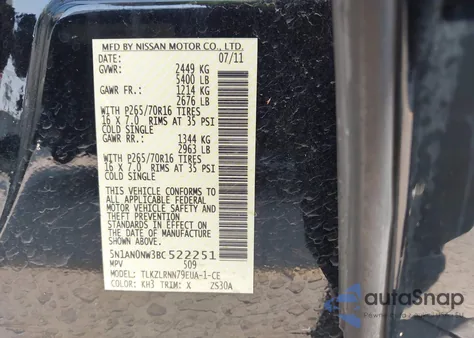 MFD BY NISSAN MOTOR CO., LTD.
DATE: 07/11
GVWR: 2449 KG
5400 LB
GAWR FR: 1214 KG
2676 LB
WITH P265/70R16 TIRES
16 X 7.0 RIMS AT 35 PSI
COLD SINGLE
GAWR RR: 1344 KG
2963 LB
WITH P265/70R16 TIRES
16 X 7.0 RIMS AT 35 PSI
COLD SINGLE
THIS VEHICLE CONFORMS TO
ALL APPLICABLE FEDERAL
MOTOR VEHICLE SAFETY
AND THEFT PREVENTION
STANDARDS IN EFFECT ON
THE DATE OF MANUFACTURE
SHOWN ABOVE
5N1AN0NW3BC522251
MPV 509
MODEL: TLKZLRNN79EUA-1-CE
COLOR: KH3 TRIM: X ZS30A
autoSnap